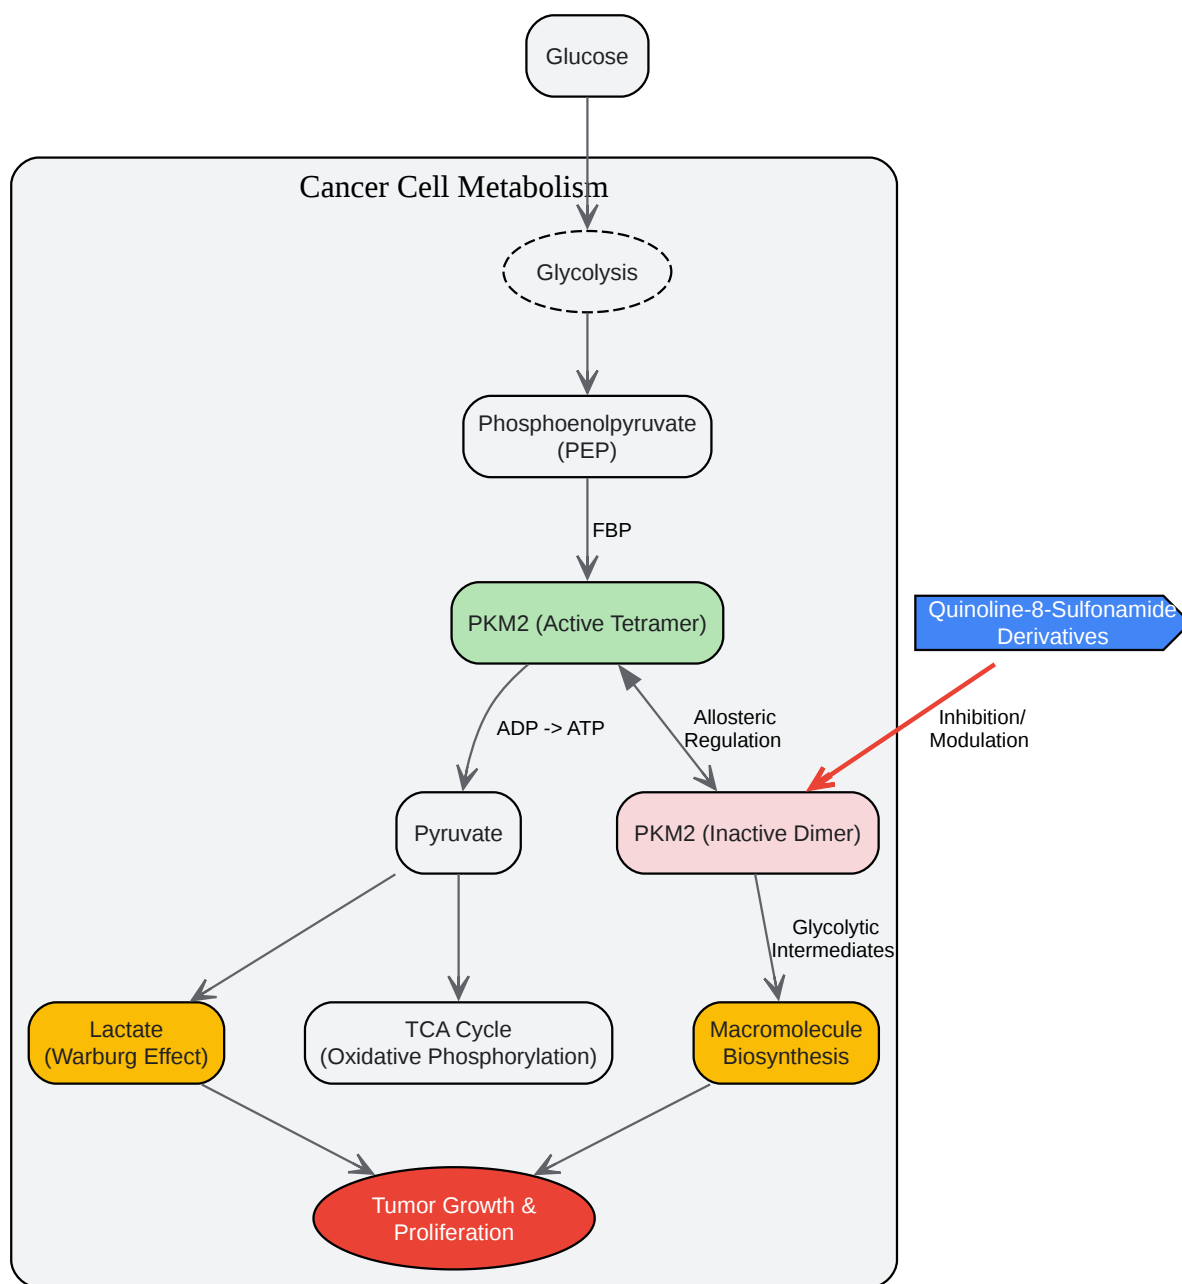 Glucose
Cancer Cell Metabolism
Glycolysis
Phosphoenolpyruvate
(PEP)
FBP
PKM2 (Active Tetramer)
Quinoline-8-Sulfonamide
Derivatives
ADP -> ATP
Allosteric
Regulation
Inhibition/
Modulation
Pyruvate
PKM2 (Inactive Dimer)
Glycolytic
Intermediates
Lactate
(Warburg Effect)
TCA Cycle
(Oxidative Phosphorylation)
Macromolecule
Biosynthesis
Tumor Growth &
Proliferation